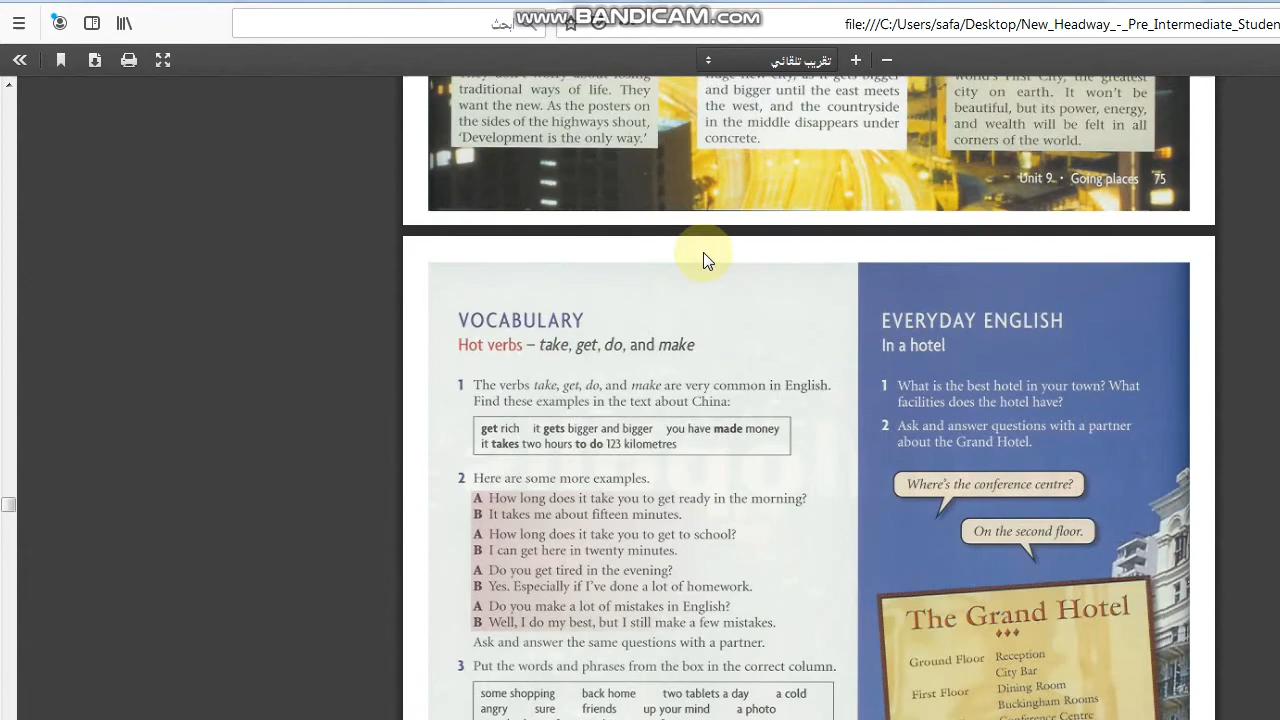 www.BANDICAM.com
بحث
file:///C:/Users/safa/Desktop/New_Headway_-_Pre_Intermediate_Studen
تقريب تلقائي
traditional ways of life. They
want the new. As the posters on
the sides of the highways shout,
'Development is the only way.'
and bigger until the east meets
the west, and the countryside
in the middle disappears under
concrete.
World's First City, the greatest
city on earth. It won't be
beautiful, but its power, energy,
and wealth will be felt in all
corners of the world.
Unit 9 • Going places 75
VOCABULARY
Hot verbs – take, get, do, and make
1 The verbs take, get, do, and make are very common in English.
Find these examples in the text about China:
get rich it gets bigger and bigger you have made money
it takes two hours to do 123 kilometres
2 Here are some more examples.
A How long does it take you to get ready in the morning?
B It takes me about fifteen minutes.
A How long does it take you to get to school?
B I can get here in twenty minutes.
A Do you get tired in the evening?
B Yes. Especially if I've done a lot of homework.
A Do you make a lot of mistakes in English?
B Well, I do my best, but I still make a few mistakes.
Ask and answer the same questions with a partner.
3 Put the words and phrases from the box in the correct column.
some shopping back home two tablets a day a cold
angry sure friends up your mind a photo
EVERYDAY ENGLISH
In a hotel
1 What is the best hotel in your town? What
facilities does the hotel have?
2 Ask and answer questions with a partner
about the Grand Hotel.
Where's the conference centre?
On the second floor.
The Grand Hotel
Ground Floor Reception
City Bar
First Floor Dining Room
Buckingham Rooms
Conference Centre